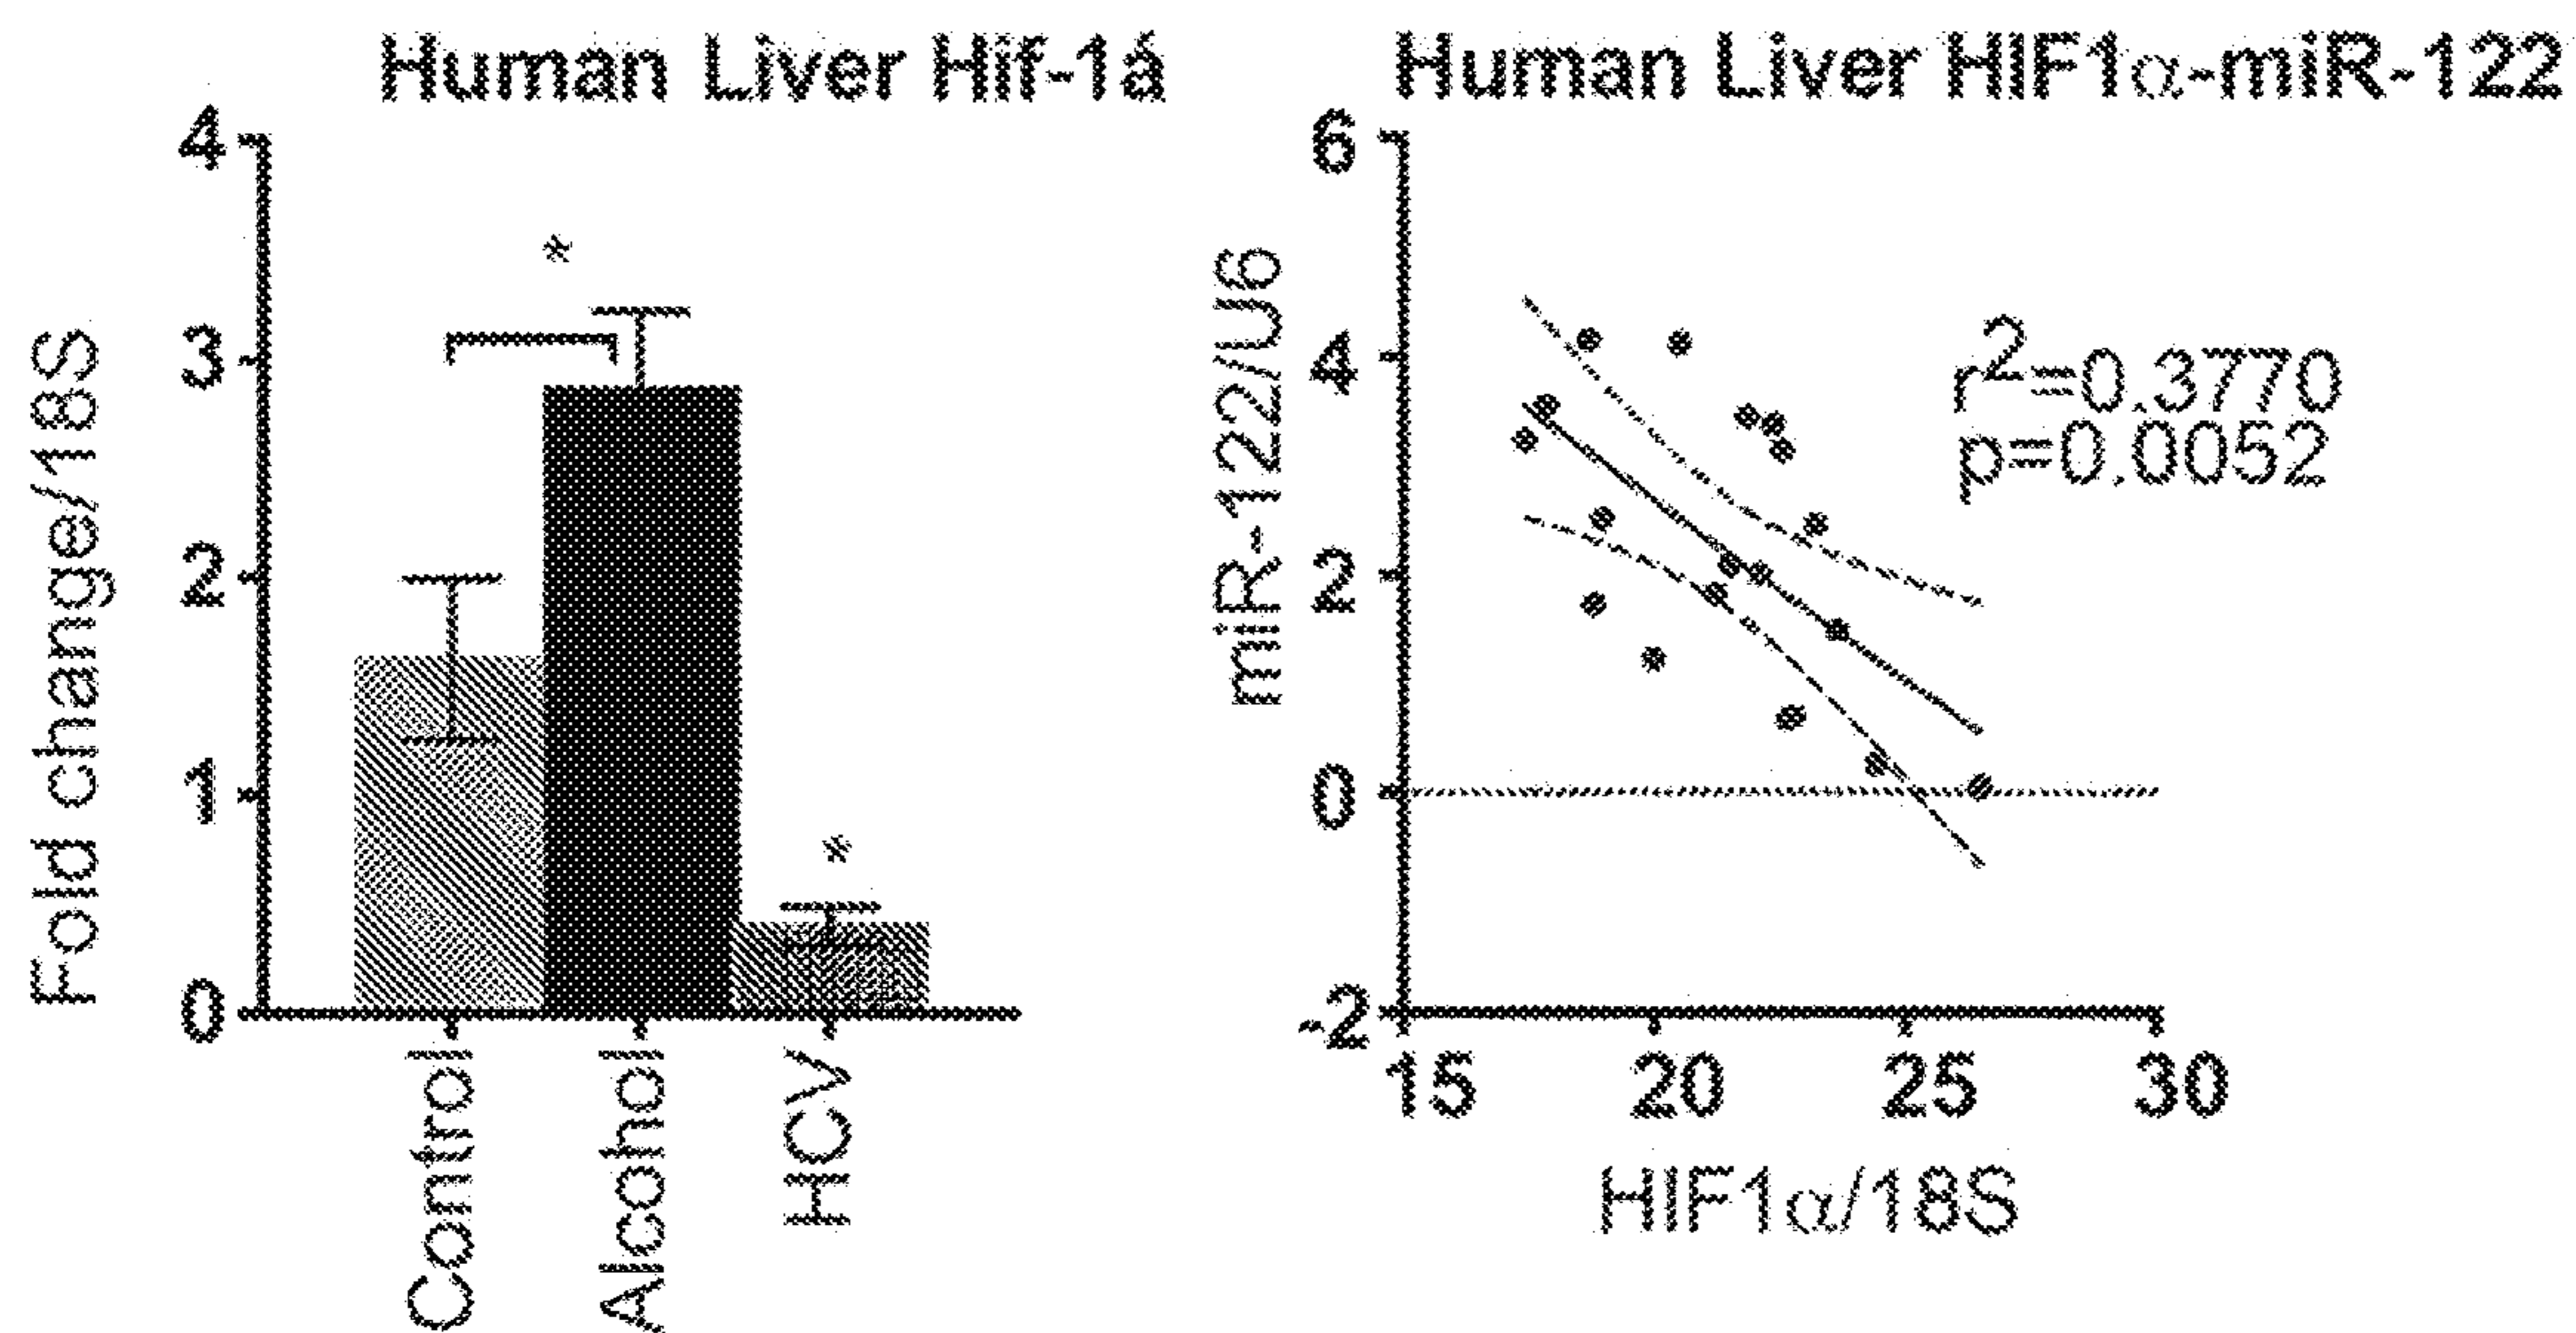 Human Liver Hif-1á
4
3
2
1
0
Fold change/18S
*
*
Control
Alcohol
HCV
Human Liver HIF1α-miR-122
6
4
2
0
-2
miR-122/U6
r²=0.3770
p=0.0052
15
20
25
30
HIF1α/18S